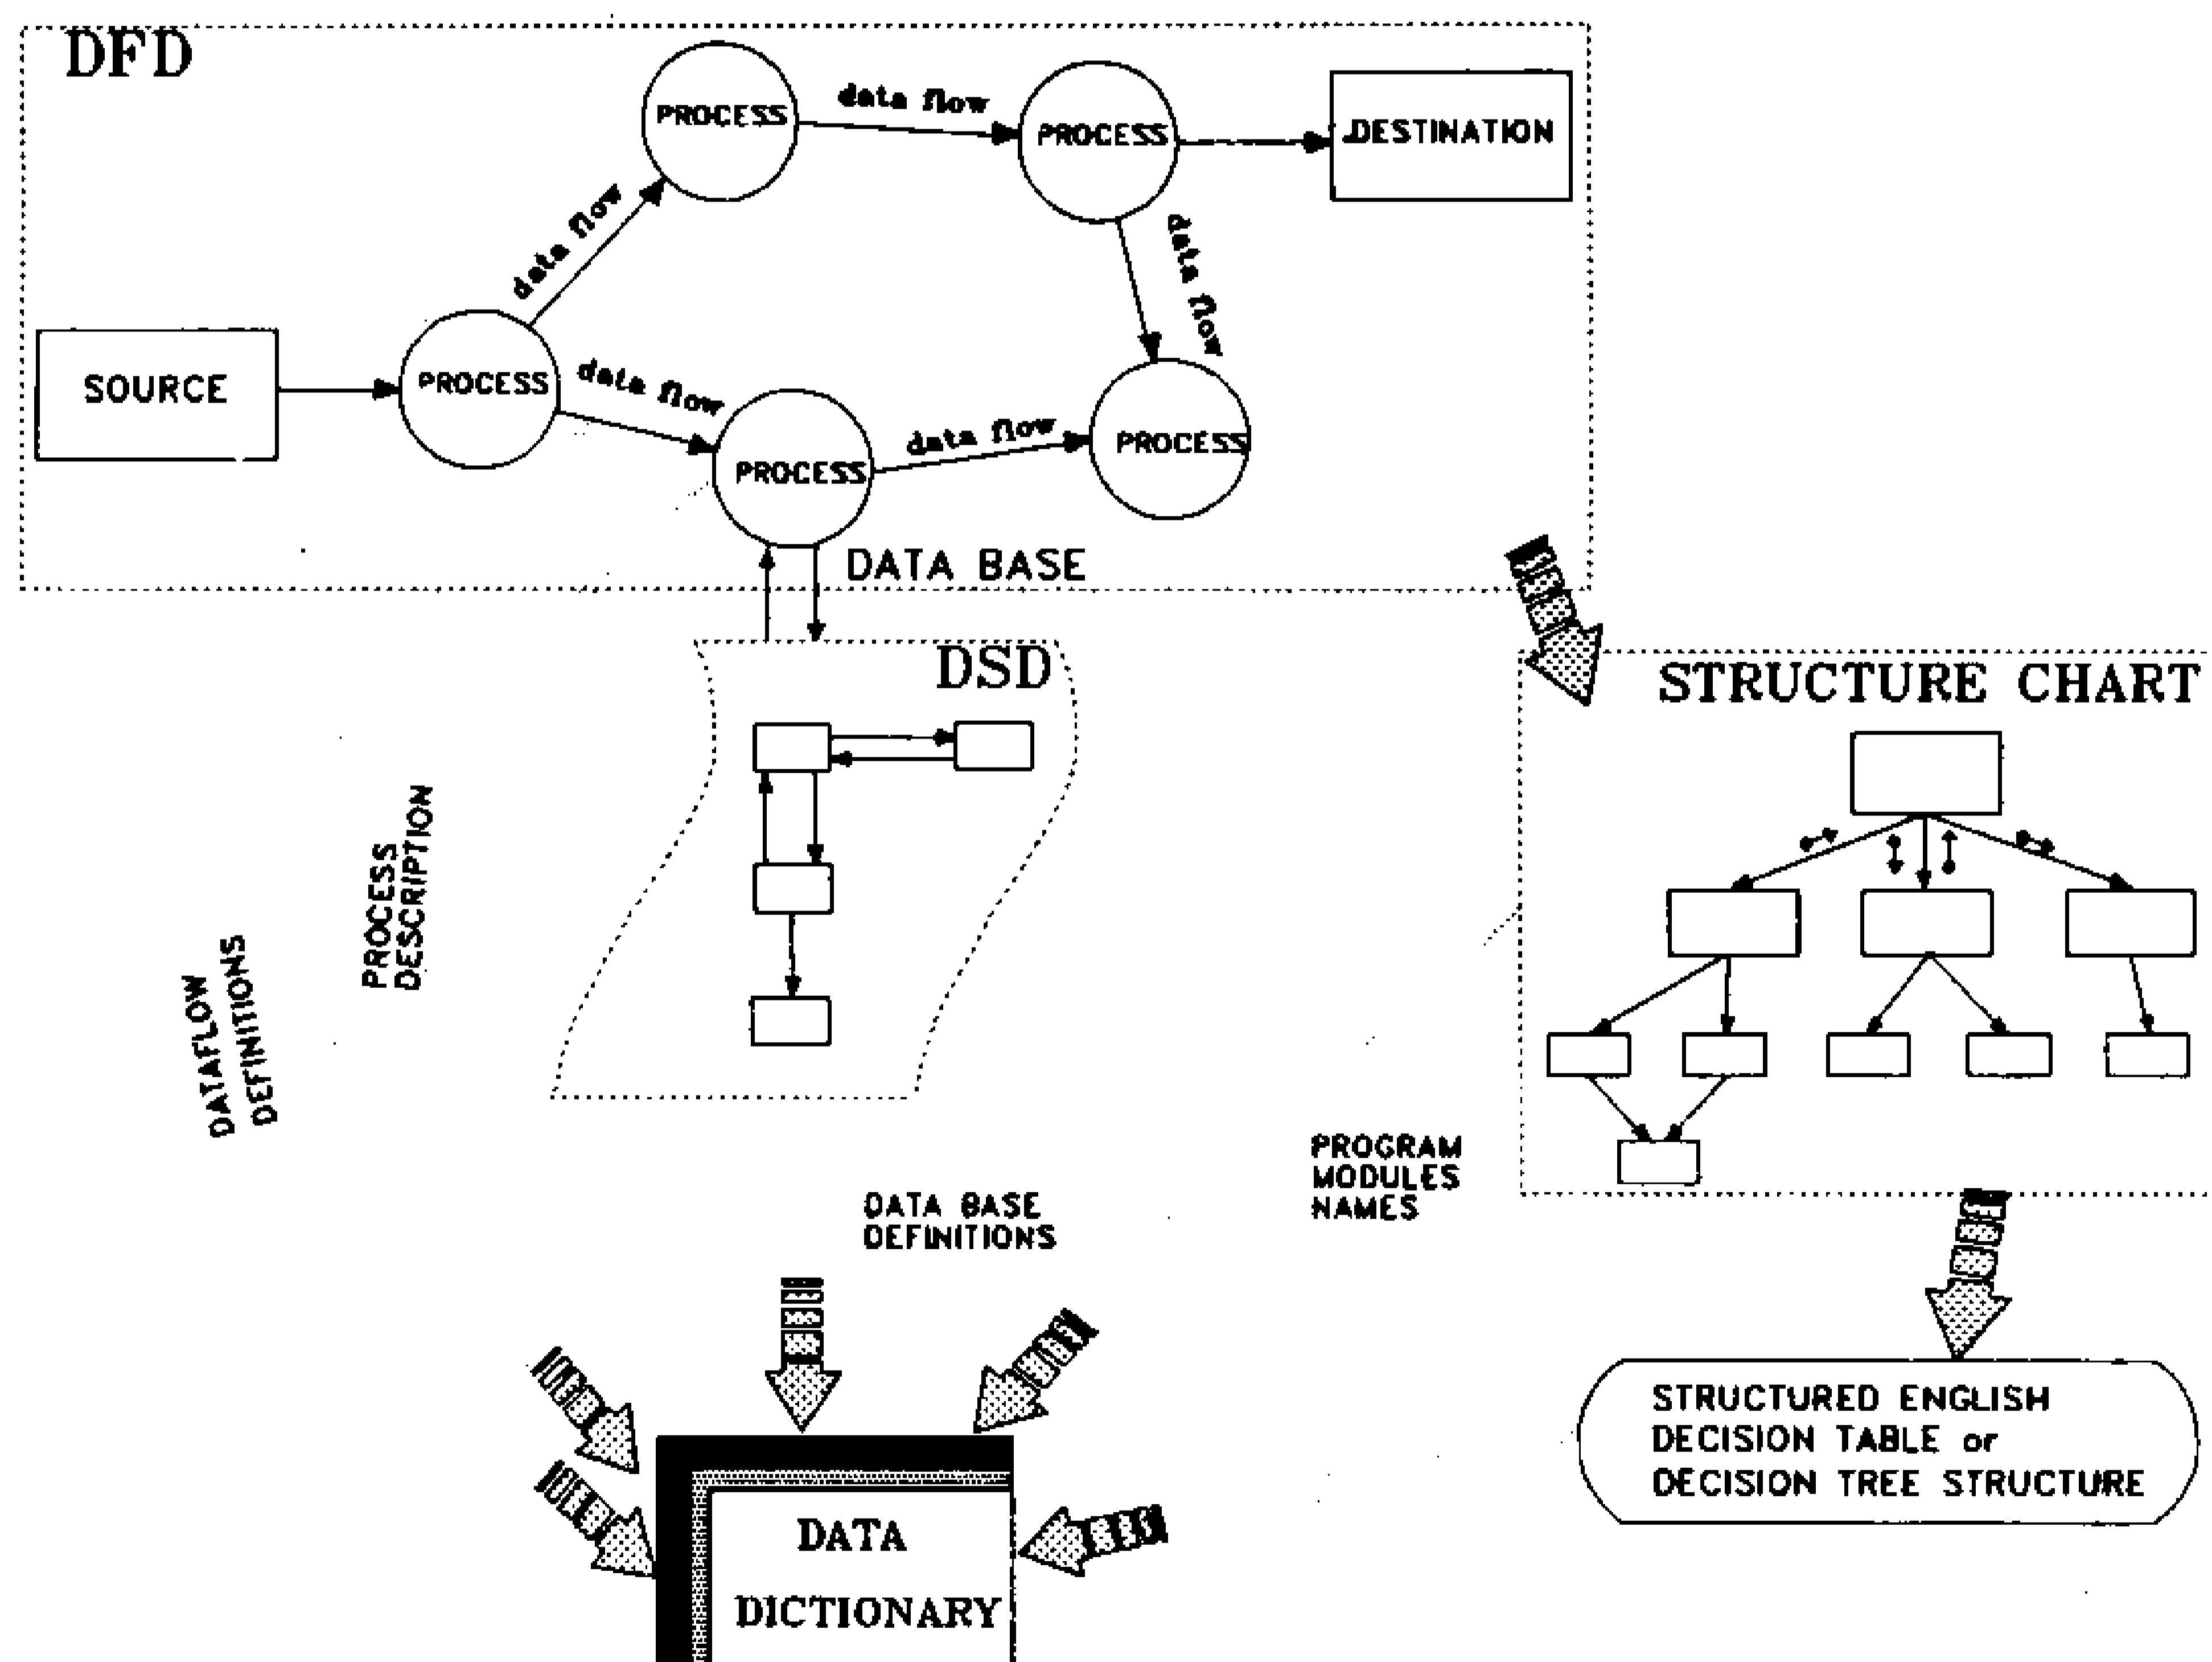 DFD
PROCESS
data flow
PROCESS
DESTINATION
data flow
data flow
SOURCE
PROCESS
data flow
PROCESS
data flow
PROCESS
DATA BASE
DSD
STRUCTURE CHART
PROCESS
DESCRIPTION
DATAFLOW
DEFINITIONS
PROGRAM
MODULES
NAMES
DATA BASE
DEFINITIONS
STRUCTURED ENGLISH
DECISION TABLE or
DECISION TREE STRUCTURE
DATA
DICTIONARY